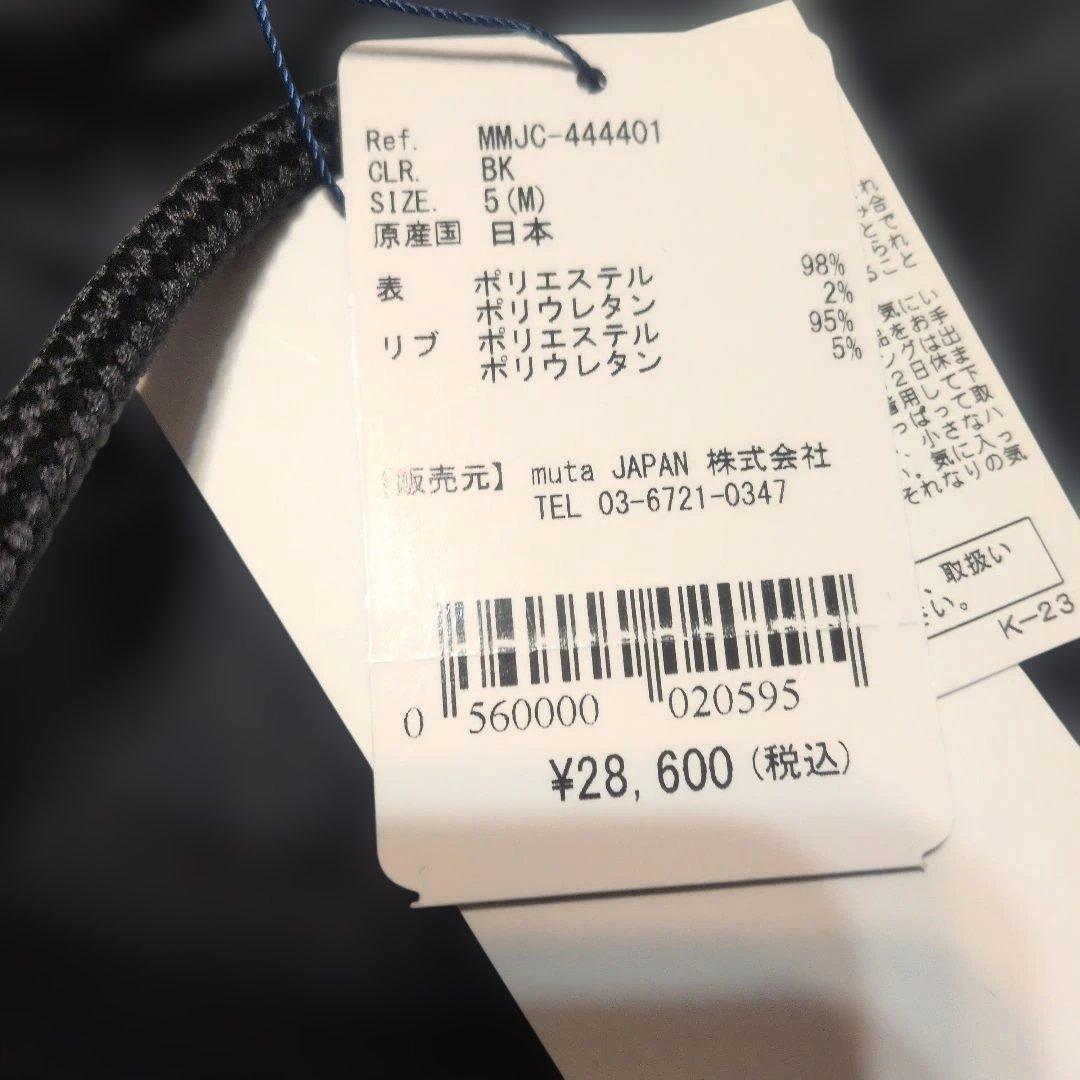 Ref. MMJC-444401
CLR. BK
SIZE. 5(M)
原産国 日本
表 ポリエステル 98%
ポリウレタン 2%
リブ ポリエステル 95%
ポリウレタン 5%
【販売元】 muta JAPAN 株式会社
TEL 03-6721-0347
0 560000 020595
¥28,600(税込)
取扱い
い。
K-23